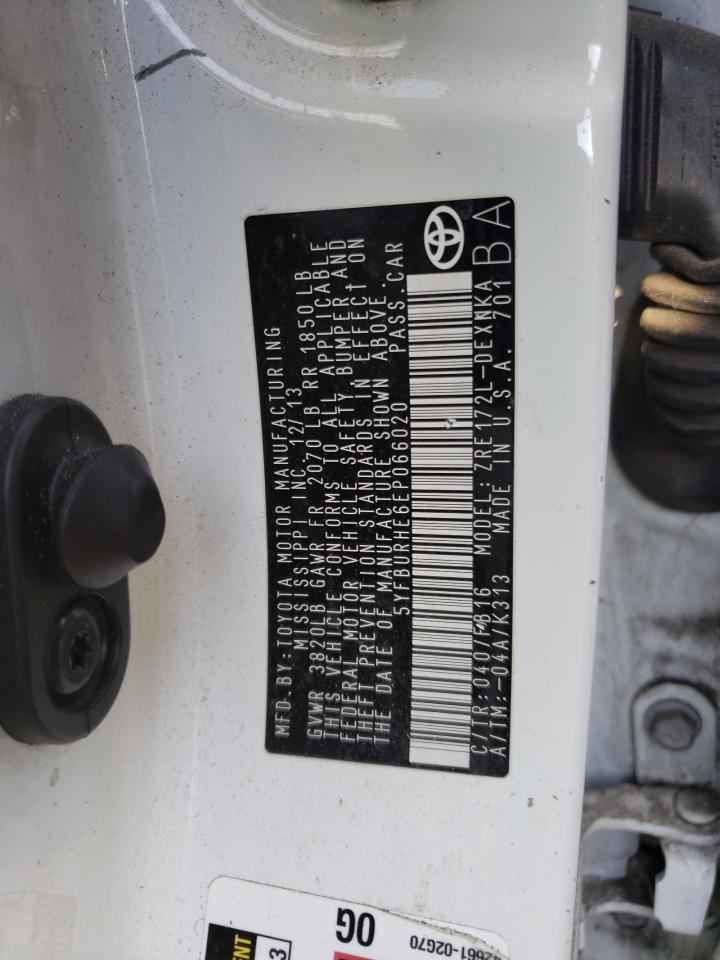 MFD.BY:TOYOTA MOTOR MANUFACTURING
MISSISSIPPI INC. 12/13
GVWR 3820LB GAWR FR 2070 LB RR 1850 LB
THIS VEHICLE CONFORMS TO ALL APPLICABLE
FEDERAL MOTOR VEHICLE SAFETY, BUMPER, AND
THEFT PREVENTION STANDARDS IN EFFECT ON
THE DATE OF MANUFACTURE SHOWN ABOVE.
5YFBURHE6EP066020 PASS.CAR
C/TR:040/FB16 MODEL:ZRE172L-DEXNKA
A/TM:-04A/K313 MADE IN U.S.A. 701
BA
0G
42661-02G70